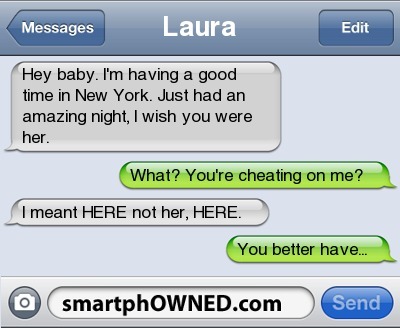 Messages
Laura
Edit
Hey baby. I'm having a good
time in New York. Just had an
amazing night, I wish you were
her.
What? You're cheating on me?
I meant HERE not her, HERE.
You better have...
smartphOWNED.com
Send